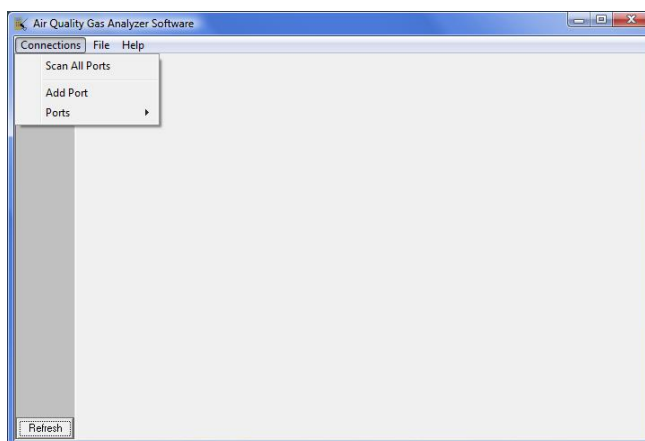 Air Quality Gas Analyzer Software
Connections File Help
Scan All Ports
Add Port
Ports
Refresh